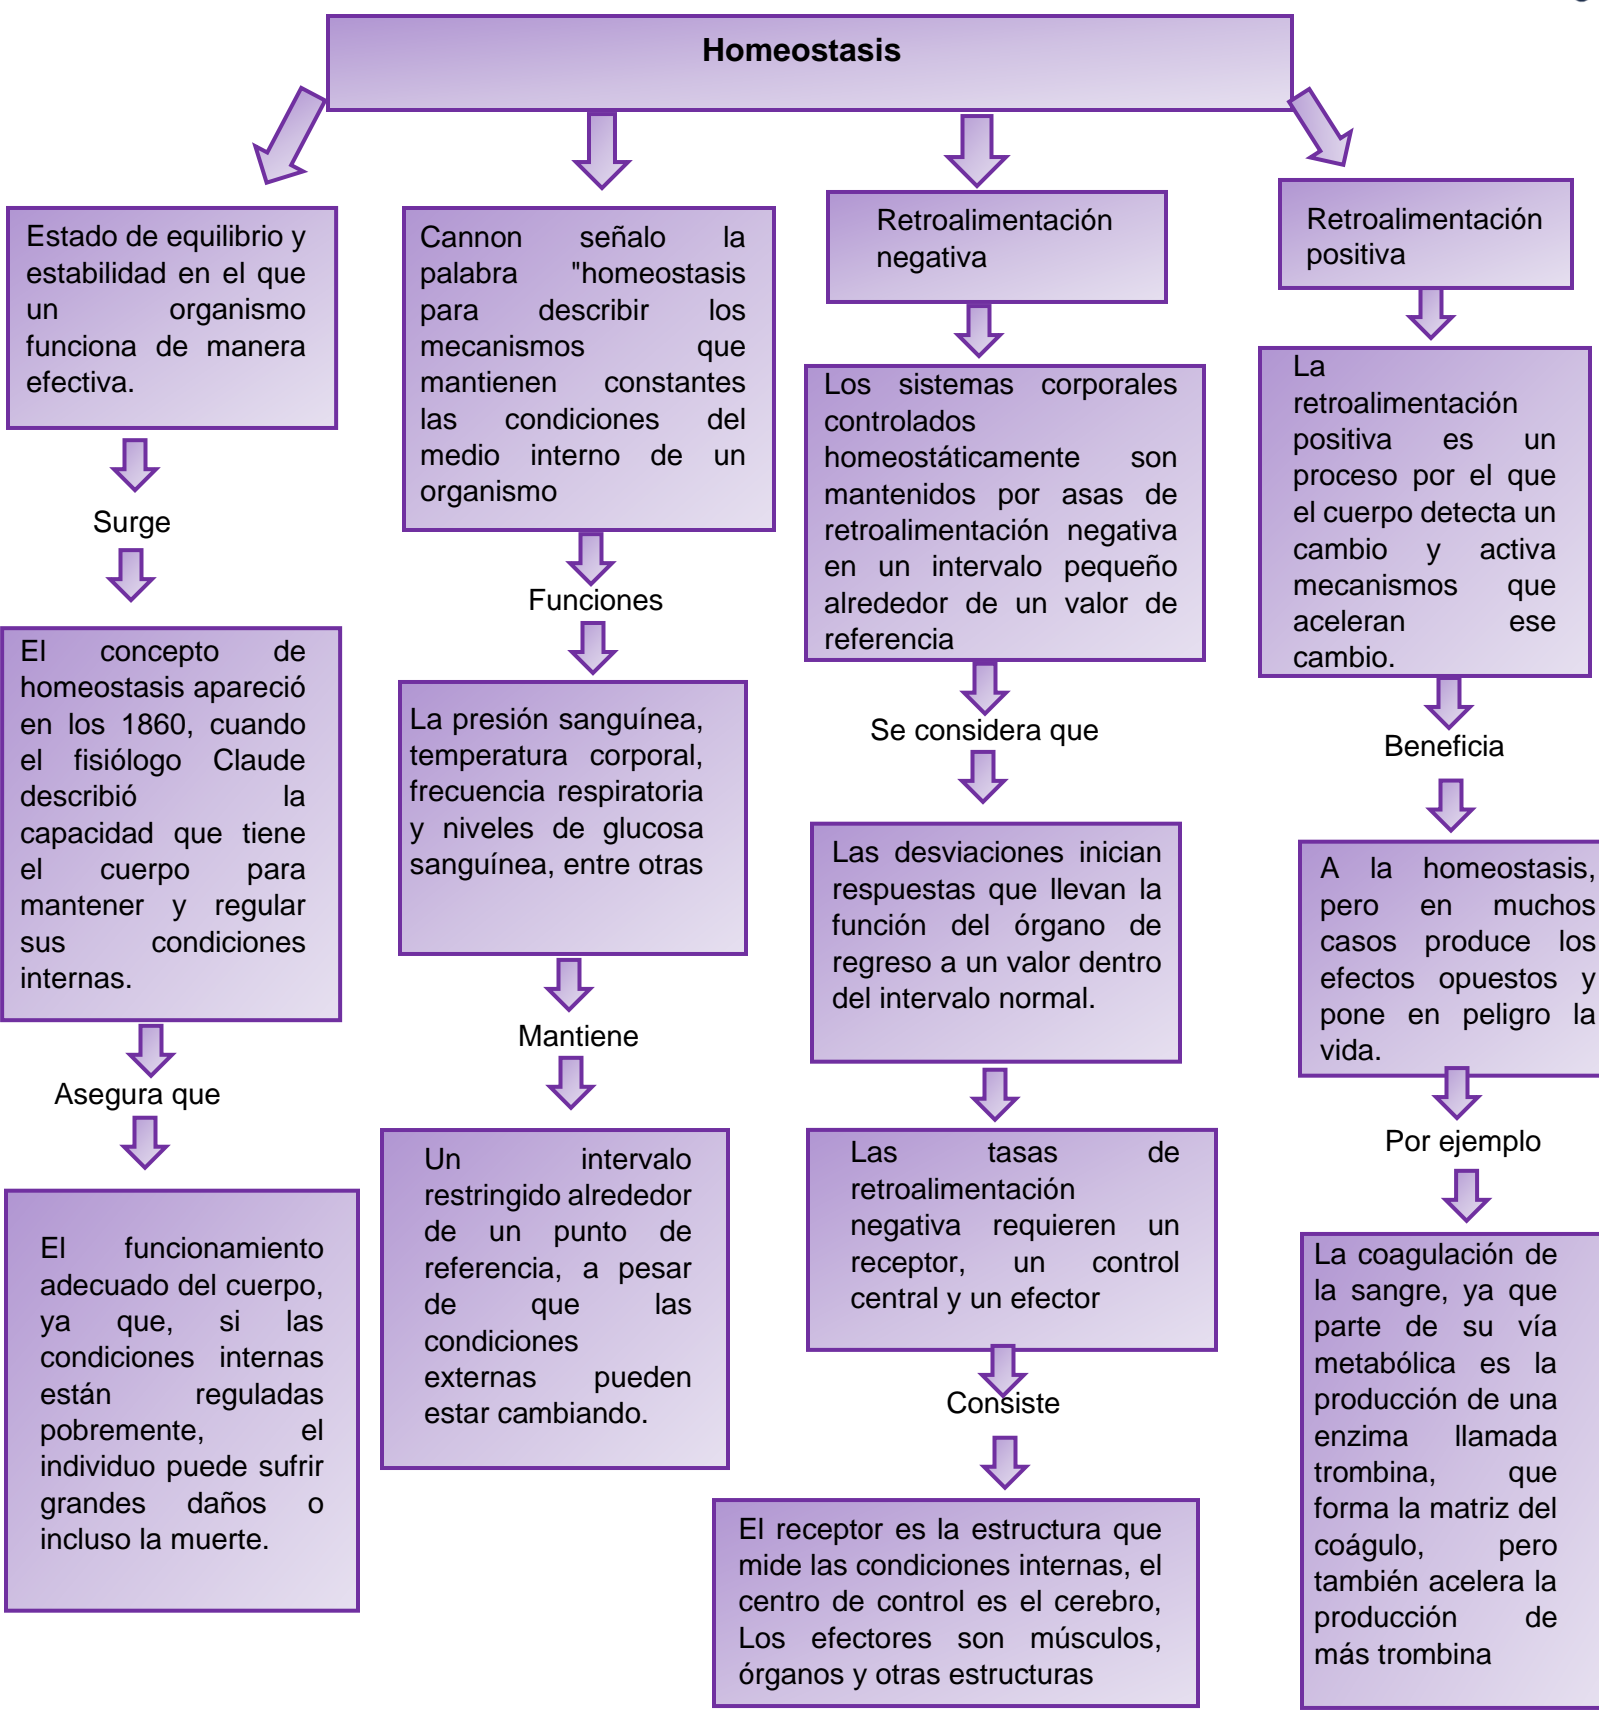 Homeostasis
Estado de equilibrio y
estabilidad en el que
un organismo
funciona de manera
efectiva.
Surge
El concepto de
homeostasis apareció
en los 1860, cuando
el fisiólogo Claude
describió la
capacidad que tiene
el cuerpo para
mantener y regular
sus condiciones
internas.
Asegura que
El funcionamiento
adecuado del cuerpo,
ya que, si las
condiciones internas
están reguladas
pobremente, el
individuo puede sufrir
grandes daños o
incluso la muerte.
Cannon señalo la
palabra "homeostasis
para describir los
mecanismos que
mantienen constantes
las condiciones del
medio interno de un
organismo
Funciones
La presión sanguínea,
temperatura corporal,
frecuencia respiratoria
y niveles de glucosa
sanguínea, entre otras
Mantiene
Un intervalo
restringido alrededor
de un punto de
referencia, a pesar
de que las
condiciones
externas pueden
estar cambiando.
Retroalimentación
negativa
Los sistemas corporales
controlados
homeostáticamente son
mantenidos por asas de
retroalimentación negativa
en un intervalo pequeño
alrededor de un valor de
referencia
Se considera que
Las desviaciones inician
respuestas que llevan la
función del órgano de
regreso a un valor dentro
del intervalo normal.
Las tasas de
retroalimentación
negativa requieren un
receptor, un control
central y un efector
Consiste
El receptor es la estructura que
mide las condiciones internas, el
centro de control es el cerebro,
Los efectores son músculos,
órganos y otras estructuras
Retroalimentación
positiva
La
retroalimentación
positiva es un
proceso por el que
el cuerpo detecta un
cambio y activa
mecanismos que
aceleran ese
cambio.
Beneficia
A la homeostasis,
pero en muchos
casos produce los
efectos opuestos y
pone en peligro la
vida.
Por ejemplo
La coagulación de
la sangre, ya que
parte de su vía
metabólica es la
producción de una
enzima llamada
trombina, que
forma la matriz del
coágulo, pero
también acelera la
producción de
más trombina